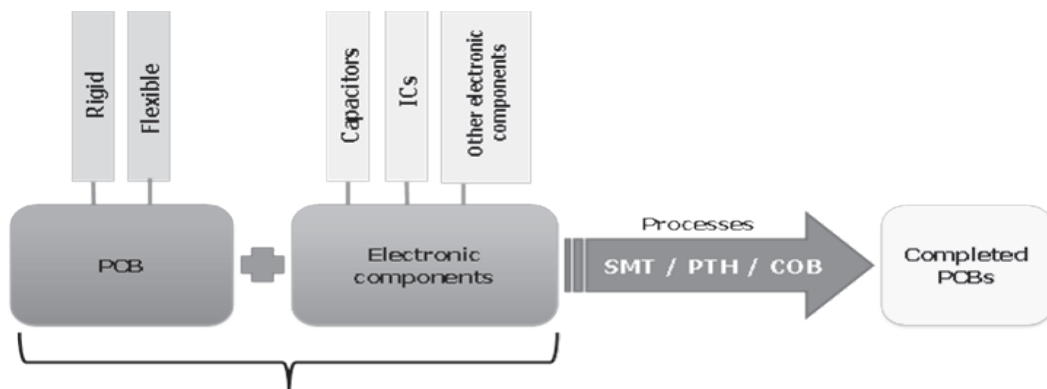 Rigid
Flexible
Capacitors
ICs
Other electronic
components
PCB
Electronic
components
Processes
SMT / PTH / COB
Completed
PCBs